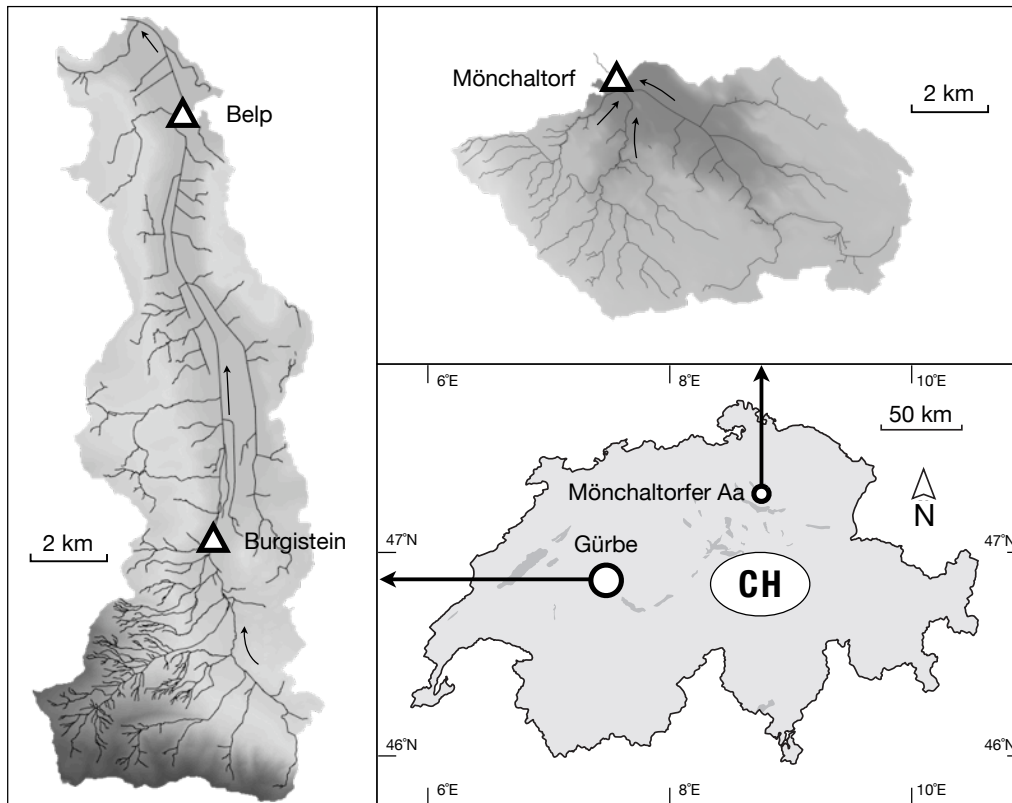 Belp
Burgistein
2 km
Mönchaltorf
2 km
6°E
8°E
10°E
50 km
Mönchaltorfer Aa
N
Gürbe
47°N
47°N
CH
46°N
46°N
6°E
8°E
10°E